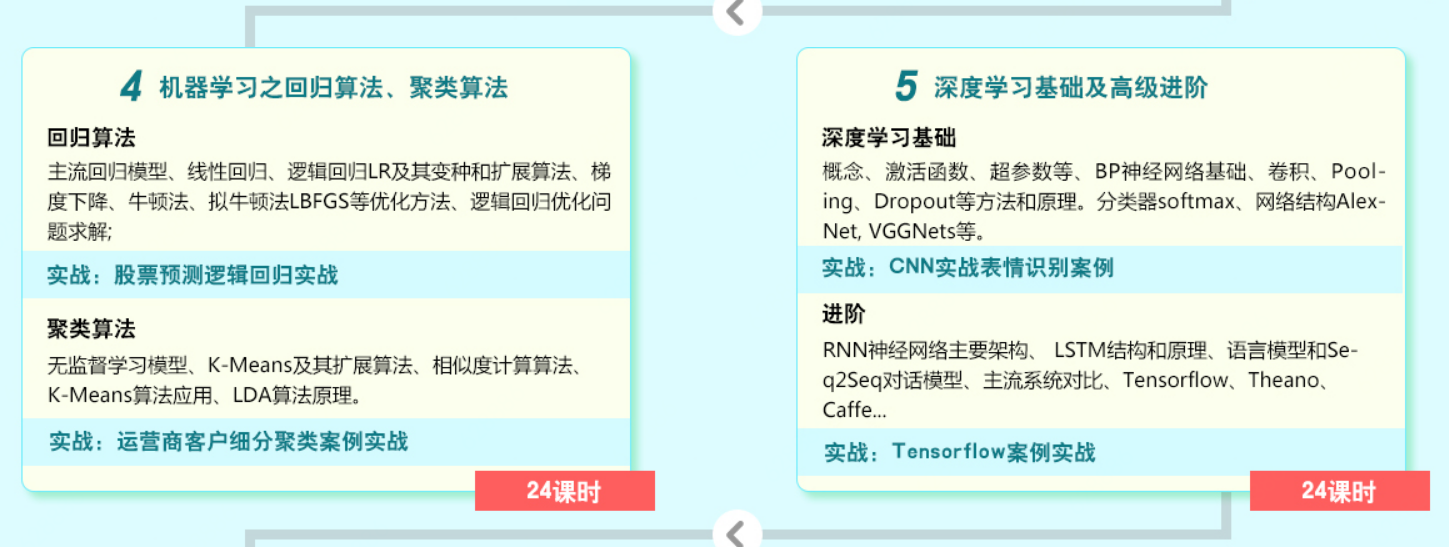 4 机器学习之回归算法、聚类算法
回归算法
主流回归模型、线性回归、逻辑回归LR及其变种和扩展算法、梯
度下降、牛顿法、拟牛顿法LBFGS等优化方法、逻辑回归优化问
题求解;
实战：股票预测逻辑回归实战
聚类算法
无监督学习模型、K-Means及其扩展算法、相似度计算算法、
K-Means算法应用、LDA算法原理。
实战：运营商客户细分聚类案例实战
24课时
5 深度学习基础及高级进阶
深度学习基础
概念、激活函数、超参数等、BP神经网络基础、卷积、Pool-
ing、Dropout等方法和原理。分类器softmax、网络结构Alex-
Net, VGGNets等。
实战：CNN实战表情识别案例
进阶
RNN神经网络主要架构、 LSTM结构和原理、语言模型和Se-
q2Seq对话模型、主流系统对比、Tensorflow、Theano、
Caffe...
实战：Tensorflow案例实战
24课时